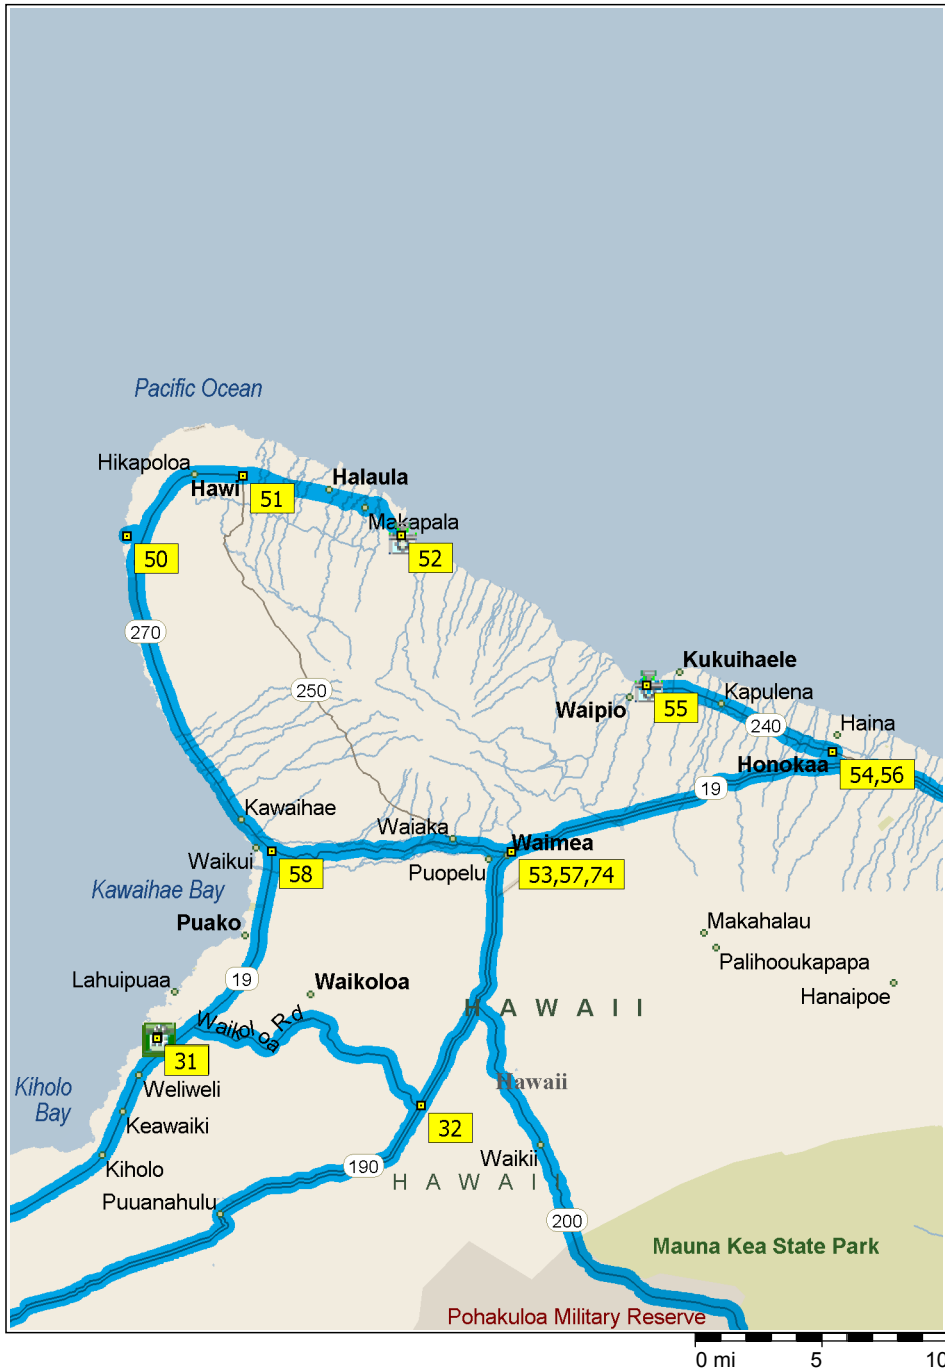 Pacific Ocean
Hikapoloa
Halaula
Hawi
51
Makapala
50
52
270
Kukuihaele
250
Kapulena
Waipio
55
240
Haina
Honokaa
54,56
19
Kawaihae
Waiaka
Waimea
Waikui
Puopelu
58
53,57,74
Kawaihae Bay
Puako
Makahalau
Palihooukapapa
Lahuipuaa
19
Waikoloa
Hanaipoe
HAWAII
Waikoloa Rd
31
Weliweli
Hawaii
Kiholo
Bay
Keawaiki
32
Waikii
Kiholo
190
HAWAII
Puuanahulu
200
Mauna Kea State Park
Pohakuloa Military Reserve
0 mi 5 10